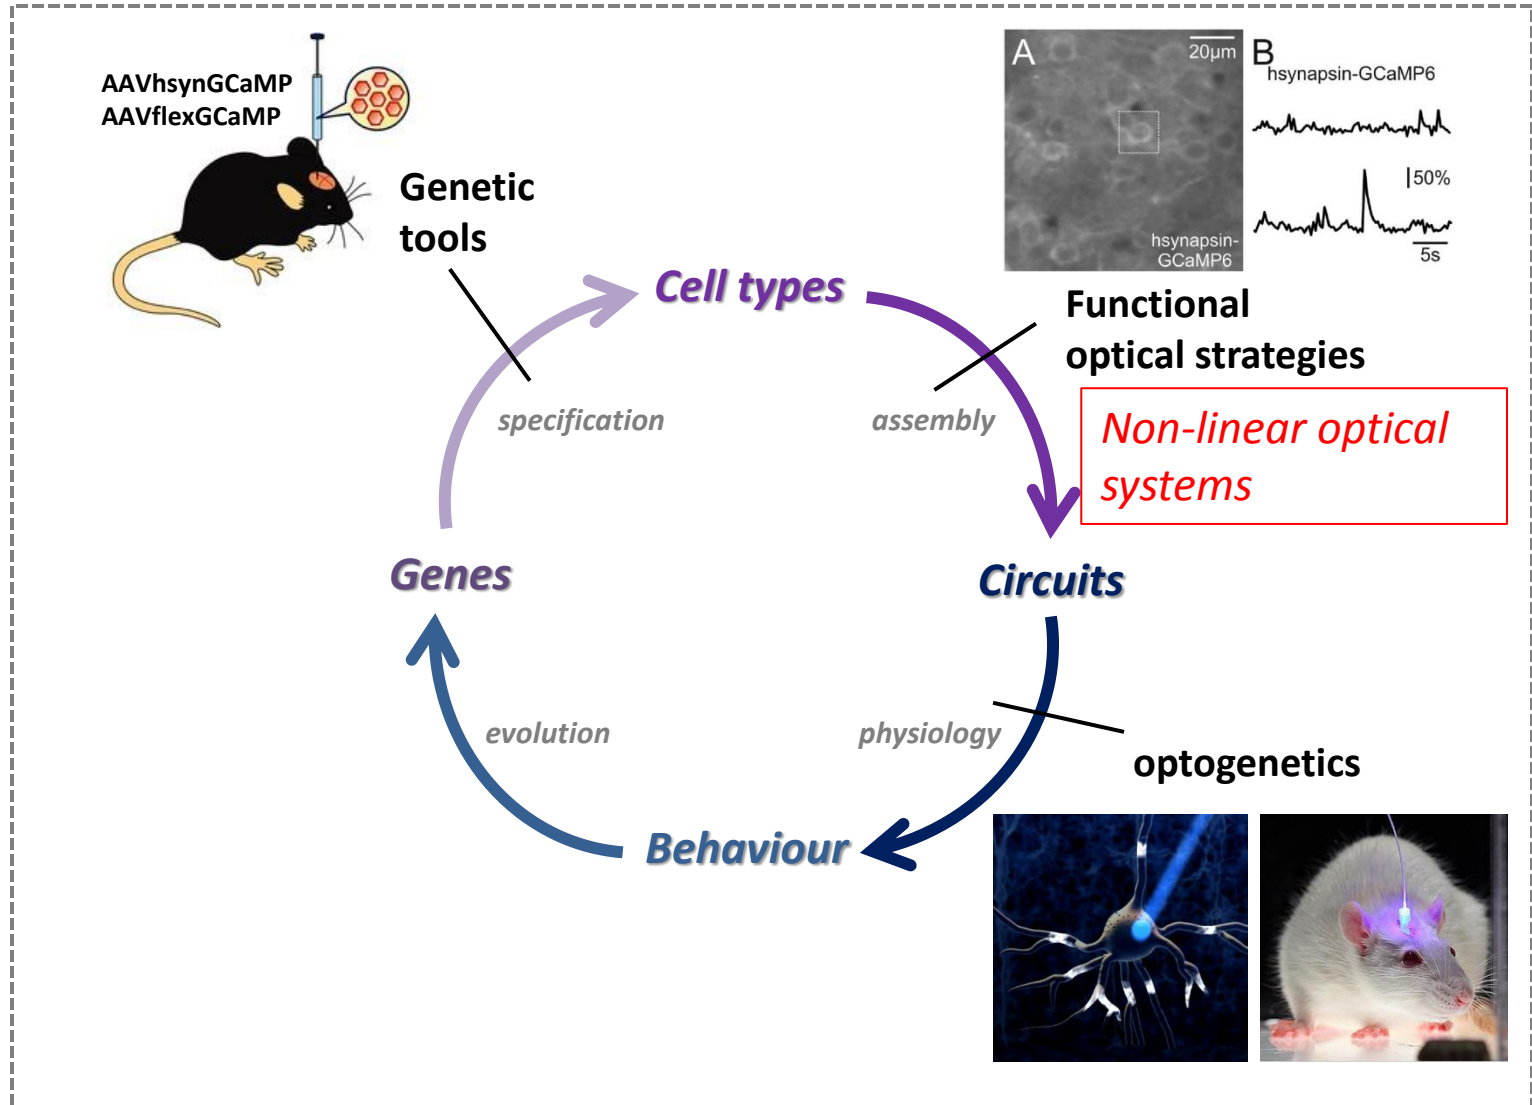 AAVhsynGCaMP
AAVflexGCaMP
Genetic
tools
A
20µm
hsynapsin-
GCaMP6
B
hsynapsin-GCaMP6
50%
5s
Cell types
Functional
optical strategies
specification
assembly
Non-linear optical
systems
Genes
Circuits
evolution
physiology
optogenetics
Behaviour